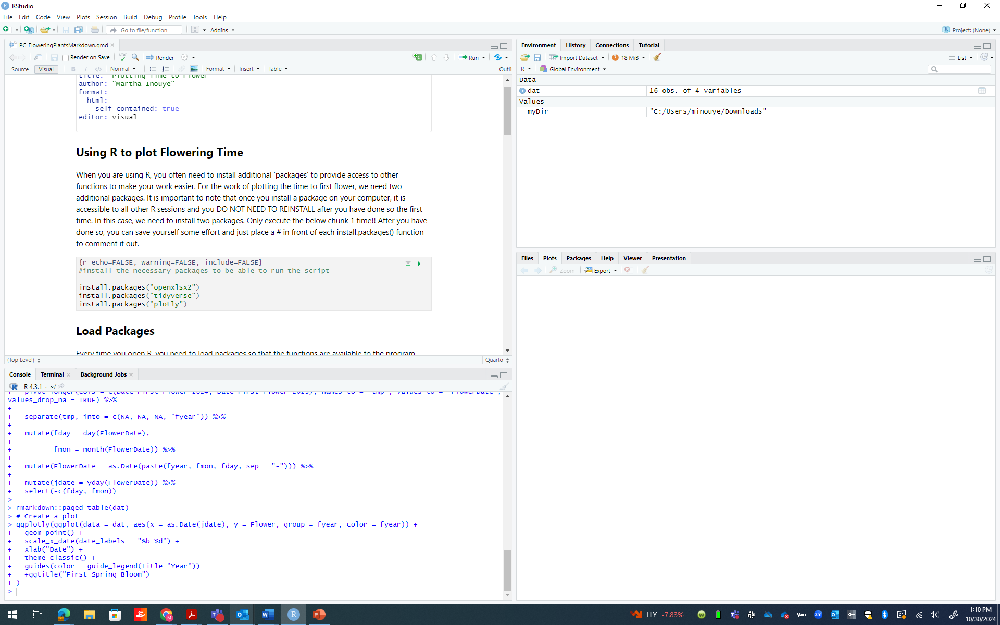 RStudio
File Edit Code View Plots Session Build Debug Profile Tools Help
Go to file/function Addins Project: (None)
PC_FloweringPlantsMarkdown.qmd
Render on Save ABC Render Run
Source Visual B I </> Normal Format Insert Table Outli
title: "Plotting Time to Flower"
author: "Martha Inouye"
format:
html:
self-contained: true
editor: visual
---
Using R to plot Flowering Time
When you are using R, you often need to install additional 'packages' to provide access to other
functions to make your work easier. For the work of plotting the time to first flower, we need two
additional packages. It is important to note that once you install a package on your computer, it is
accessible to all other R sessions and you DO NOT NEED TO REINSTALL after you have done so the first
time. In this case, we need to install two packages. Only execute the below chunk 1 time!! After you have
done so, you can save yourself some effort and just place a # in front of each install.packages() function
to comment it out.
{r echo=FALSE, warning=FALSE, include=FALSE}
#install the necessary packages to be able to run the script
install.packages("openxlsx2")
install.packages("tidyverse")
install.packages("plotly")
Load Packages
Every time you open R, you need to load packages so that the functions are available to the program
(Top Level) Quarto
Console Terminal Background Jobs
R 4.3.1 · ~/
+ pivot_longer(cols = c(Date_First_Flower_2024, Date_First_Flower_2023), names_to = "tmp", values_to = "FlowerDate",
values_drop_na = TRUE) %>%
+
+ separate(tmp, into = c(NA, NA, NA, "fyear")) %>%
+
+ mutate(fday = day(FlowerDate),
+
+ fmon = month(FlowerDate)) %>%
+
+ mutate(FlowerDate = as.Date(paste(fyear, fmon, fday, sep = "-"))) %>%
+
+ mutate(jdate = yday(FlowerDate)) %>%
+ select(-c(fday, fmon))
>
> rmarkdown::paged_table(dat)
> # Create a plot
> ggplotly(ggplot(data = dat, aes(x = as.Date(jdate), y = Flower, group = fyear, color = fyear)) +
+ geom_point() +
+ scale_x_date(date_labels = "%b %d") +
+ xlab("Date") +
+ theme_classic() +
+ guides(color = guide_legend(title="Year"))
+ +ggtitle("First Spring Bloom")
+ )
>
Environment History Connections Tutorial
Import Dataset 18 MiB List
R Global Environment
Data
dat 16 obs. of 4 variables
Values
myDir "C:/Users/minouye/Downloads"
Files Plots Packages Help Viewer Presentation
Zoom Export
LLY -7.83%
1:10 PM
10/30/2024